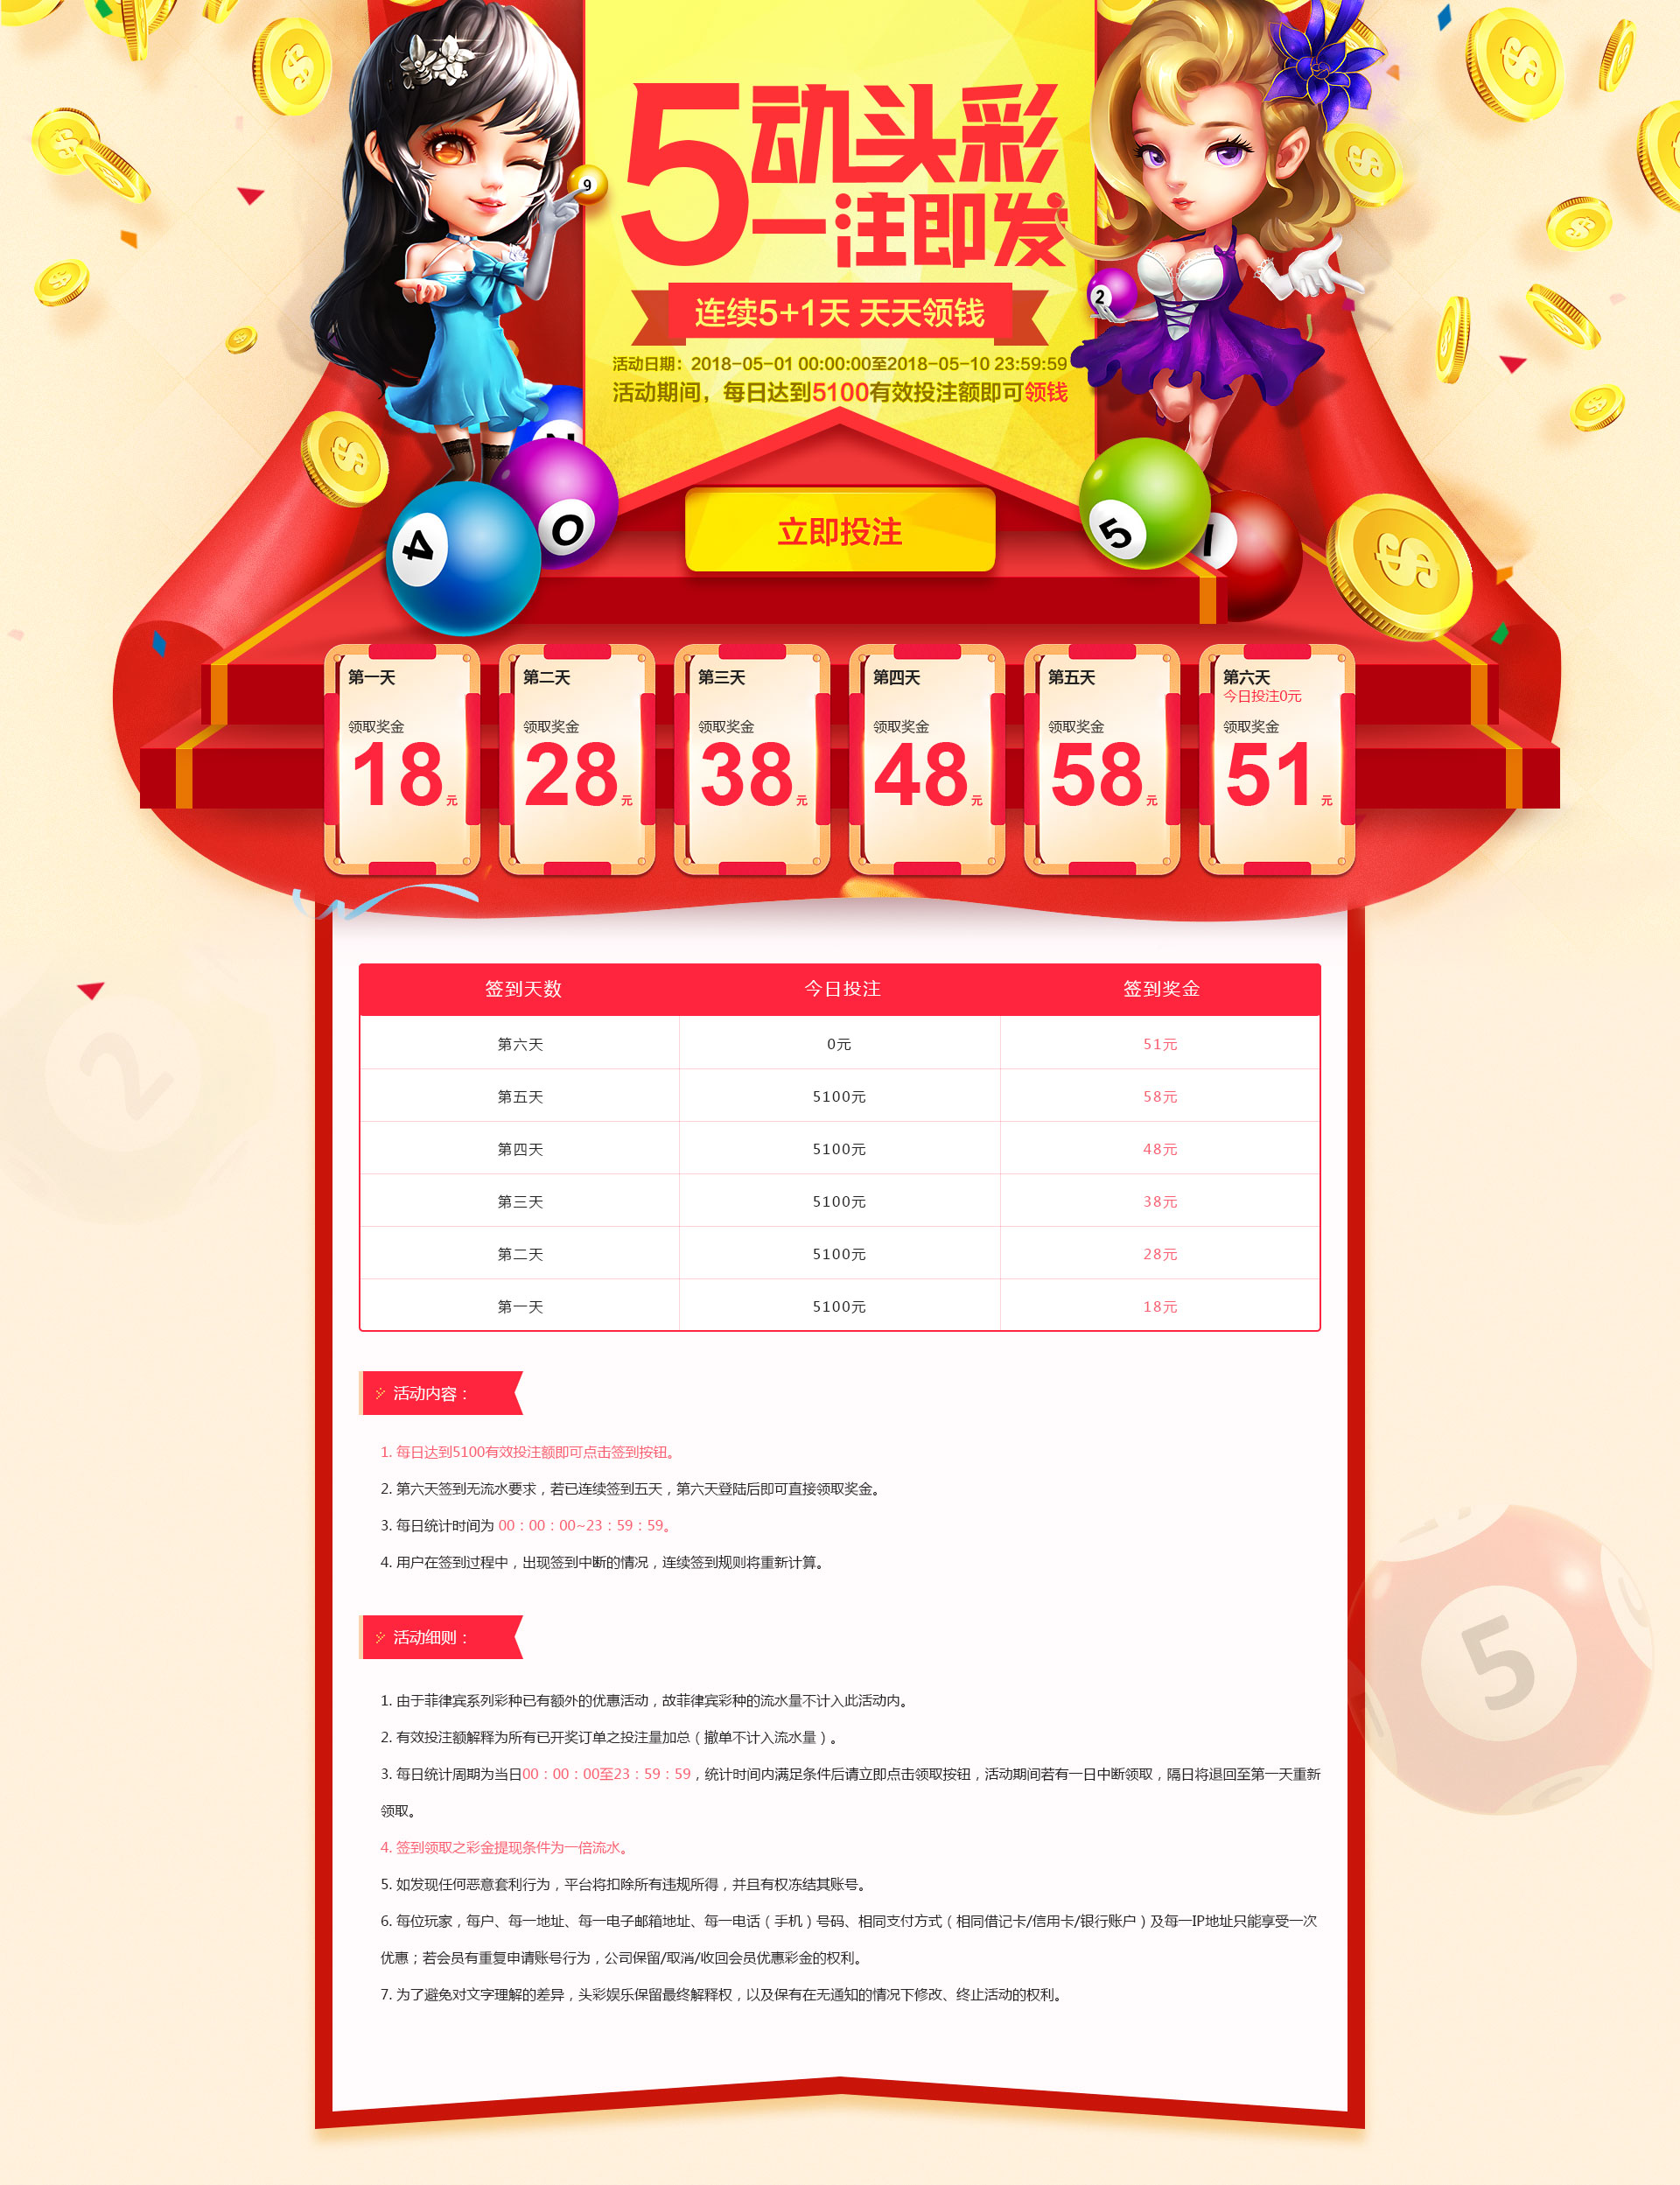 5动头彩
一注即发
连续5+1天 天天领钱
活动日期：2018-05-01 00:00:00至2018-05-10 23:59:59
活动期间，每日达到5100有效投注额即可领钱
9
2
4
0
5
立即投注
第一天
领取奖金
18元
第二天
领取奖金
28元
第三天
领取奖金
38元
第四天
领取奖金
48元
第五天
领取奖金
58元
第六天
今日投注0元
领取奖金
51元
签到天数 今日投注 签到奖金
第六天 0元 51元
第五天 5100元 58元
第四天 5100元 48元
第三天 5100元 38元
第二天 5100元 28元
第一天 5100元 18元
2
活动内容：
1. 每日达到5100有效投注额即可点击签到按钮。
2. 第六天签到无流水要求，若已连续签到五天，第六天登陆后即可直接领取奖金。
3. 每日统计时间为 00：00：00~23：59：59。
4. 用户在签到过程中，出现签到中断的情况，连续签到规则将重新计算。
5
活动细则：
1. 由于菲律宾系列彩种已有额外的优惠活动，故菲律宾彩种的流水量不计入此活动内。
2. 有效投注额解释为所有已开奖订单之投注量加总（撤单不计入流水量）。
3. 每日统计周期为当日00：00：00至23：59：59，统计时间内满足条件后请立即点击领取按钮，活动期间若有一日中断领取，隔日将退回至第一天重新
领取。
4. 签到领取之彩金提现条件为一倍流水。
5. 如发现任何恶意套利行为，平台将扣除所有违规所得，并且有权冻结其账号。
6. 每位玩家，每户、每一地址、每一电子邮箱地址、每一电话（手机）号码、相同支付方式（相同借记卡/信用卡/银行账户）及每一IP地址只能享受一次
优惠；若会员有重复申请账号行为，公司保留/取消/收回会员优惠彩金的权利。
7. 为了避免对文字理解的差异，头彩娱乐保留最终解释权，以及保有在无通知的情况下修改、终止活动的权利。